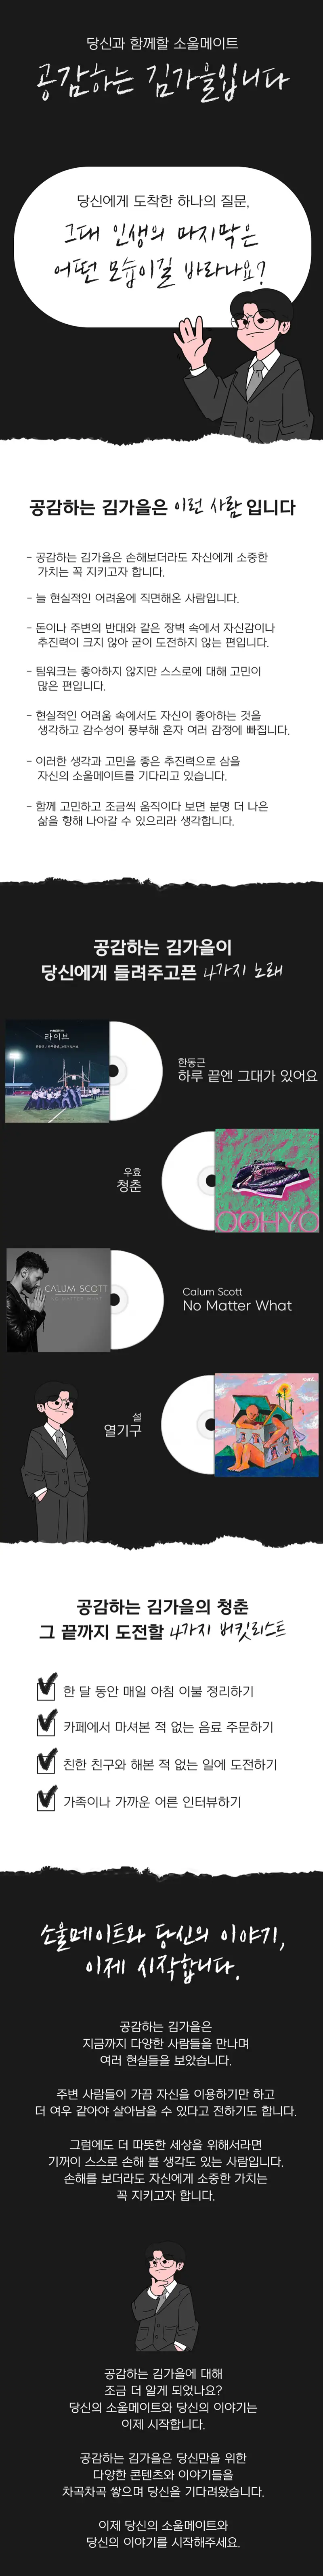 당신과 함께할 소울메이트
공감하는 김가을입니다
당신에게 도착한 하나의 질문,
그대 인생의 마지막은
어떤 모습이길 바라나요?
공감하는 김가을은 이런 사람 입니다
- 공감하는 김가을은 손해보더라도 자신에게 소중한
가치는 꼭 지키고자 합니다.
- 늘 현실적인 어려움에 직면해온 사람입니다.
- 돈이나 주변의 반대와 같은 장벽 속에서 자신감이나
추진력이 크지 않아 굳이 도전하지 않는 편입니다.
- 팀워크는 좋아하지 않지만 스스로에 대해 고민이
많은 편입니다.
- 현실적인 어려움 속에서도 자신이 좋아하는 것을
생각하고 감수성이 풍부해 혼자 여러 감정에 빠집니다.
- 이러한 생각과 고민을 좋은 추진력으로 삼을
자신의 소울메이트를 기다리고 있습니다.
- 함께 고민하고 조금씩 움직이다 보면 분명 더 나은
삶을 향해 나아갈 수 있으리라 생각합니다.
공감하는 김가을이
당신에게 들려주고픈 4가지 노래
라이브
한동근
하루 끝엔 그대가 있어요
우효
청춘
OOHYO
CALUM SCOTT
NO MATTER WHAT
Calum Scott
No Matter What
설
열기구
공감하는 김가을의 청춘
그 끝까지 도전할 4가지 버킷리스트
한 달 동안 매일 아침 이불 정리하기
카페에서 마셔본 적 없는 음료 주문하기
친한 친구와 해본 적 없는 일에 도전하기
가족이나 가까운 어른 인터뷰하기
소울메이트와 당신의 이야기,
이제 시작합니다.
공감하는 김가을은
지금까지 다양한 사람들을 만나며
여러 현실들을 보았습니다.
주변 사람들이 가끔 자신을 이용하기만 하고
더 여우 같아야 살아남을 수 있다고 전하기도 합니다.
그럼에도 더 따뜻한 세상을 위해서라면
기꺼이 스스로 손해 볼 생각도 있는 사람입니다.
손해를 보더라도 자신에게 소중한 가치는
꼭 지키고자 합니다.
공감하는 김가을에 대해
조금 더 알게 되었나요?
당신의 소울메이트와 당신의 이야기는
이제 시작합니다.
공감하는 김가을은 당신만을 위한
다양한 콘텐츠와 이야기들을
차곡차곡 쌓으며 당신을 기다려왔습니다.
이제 당신의 소울메이트와
당신의 이야기를 시작해주세요.